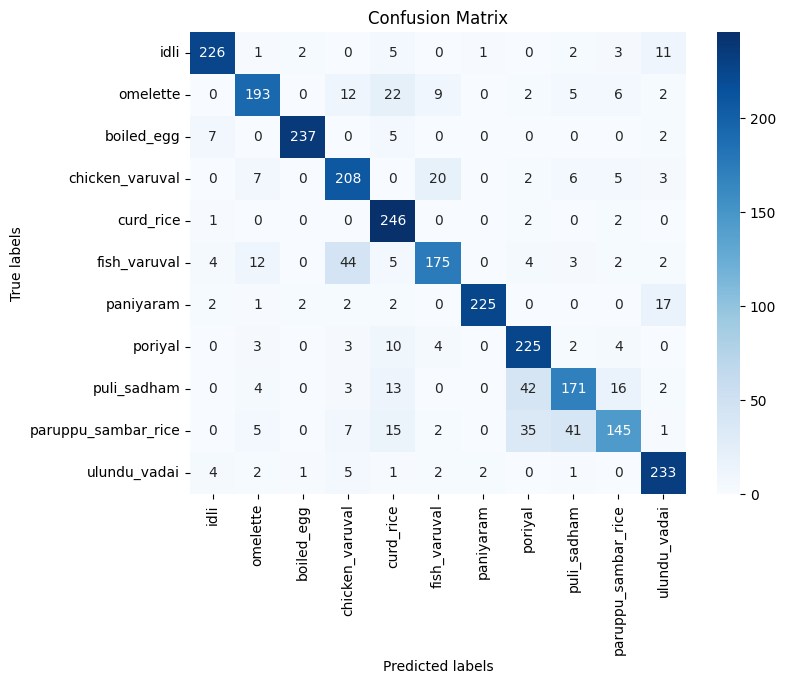 Confusion Matrix
True labels
idli 226 1 2 0 5 0 1 0 2 3 11
omelette 0 193 0 12 22 9 0 2 5 6 2
boiled_egg 7 0 237 0 5 0 0 0 0 0 2
chicken_varuval 0 7 0 208 0 20 0 2 6 5 3
curd_rice 1 0 0 0 246 0 0 2 0 2 0
fish_varuval 4 12 0 44 5 175 0 4 3 2 2
paniyaram 2 1 2 2 2 0 225 0 0 0 17
poriyal 0 3 0 3 10 4 0 225 2 4 0
puli_sadham 0 4 0 3 13 0 0 42 171 16 2
paruppu_sambar_rice 0 5 0 7 15 2 0 35 41 145 1
ulundu_vadai 4 2 1 5 1 2 2 0 1 0 233
idli omelette boiled_egg chicken_varuval curd_rice fish_varuval paniyaram poriyal puli_sadham paruppu_sambar_rice ulundu_vadai
Predicted labels
200
150
100
50
0